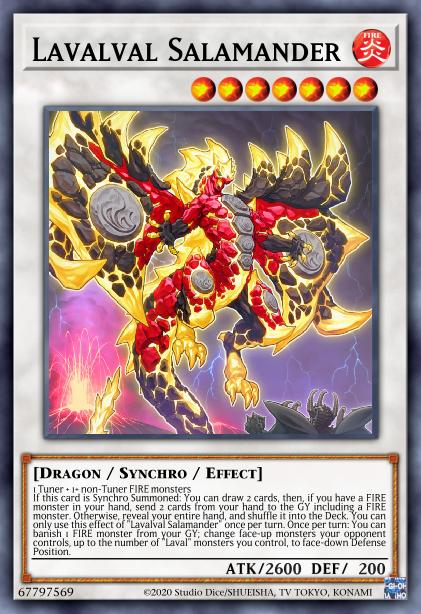 LAVALVAL SALAMANDER
FIRE
炎
[DRAGON / SYNCHRO / EFFECT]
1 Tuner + 1+ non-Tuner FIRE monsters
If this card is Synchro Summoned: You can draw 2 cards, then, if you have a FIRE
monster in your hand, send 2 cards from your hand to the GY including a FIRE
monster. Otherwise, reveal your entire hand, and shuffle it into the Deck. You can
only use this effect of "Lavalval Salamander" once per turn. Once per turn: You can
banish 1 FIRE monster from your GY; change face-up monsters your opponent
controls, up to the number of "Laval" monsters you control, to face-down Defense
Position.
ATK/2600 DEF/ 200
67797569
©2020 Studio Dice/SHUEISHA, TV TOKYO, KONAMI